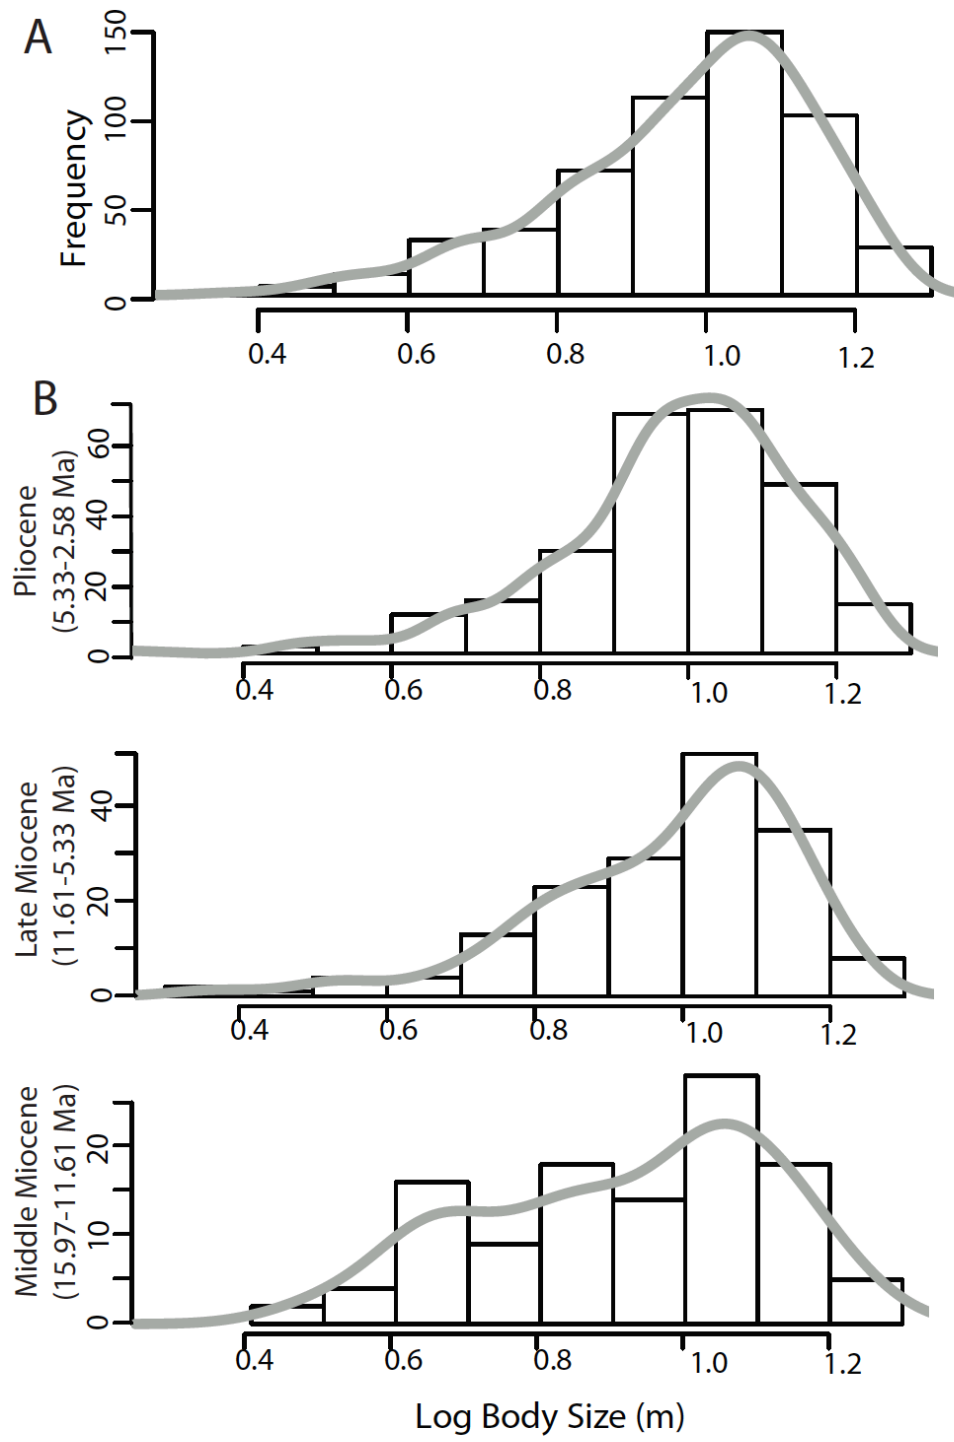 A
Frequency
150
100
50
0
0.4 0.6 0.8 1.0 1.2
B
Pliocene
(5.33-2.58 Ma)
60
40
20
0
0.4 0.6 0.8 1.0 1.2
Late Miocene
(11.61-5.33 Ma)
40
20
0
0.4 0.6 0.8 1.0 1.2
Middle Miocene
(15.97-11.61 Ma)
20
10
0
0.4 0.6 0.8 1.0 1.2
Log Body Size (m)